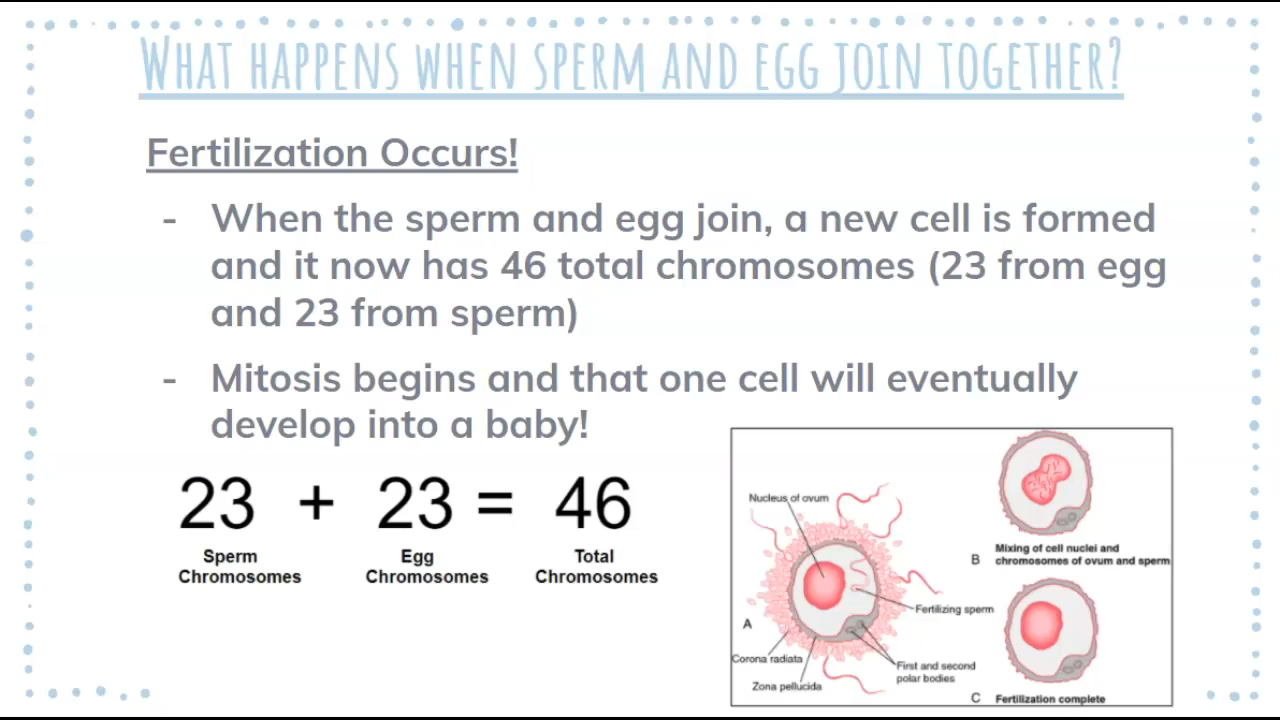 What happens when sperm and egg join together?
Fertilization Occurs!
- When the sperm and egg join, a new cell is formed
and it now has 46 total chromosomes (23 from egg
and 23 from sperm)
- Mitosis begins and that one cell will eventually
develop into a baby!
23 + 23 = 46
Sperm Chromosomes
Egg Chromosomes
Total Chromosomes
Nucleus of ovum
Fertilizing sperm
A
Corona radiata
Zona pellucida
First and second
polar bodies
B Mixing of cell nuclei and
chromosomes of ovum and sperm
C Fertilization complete